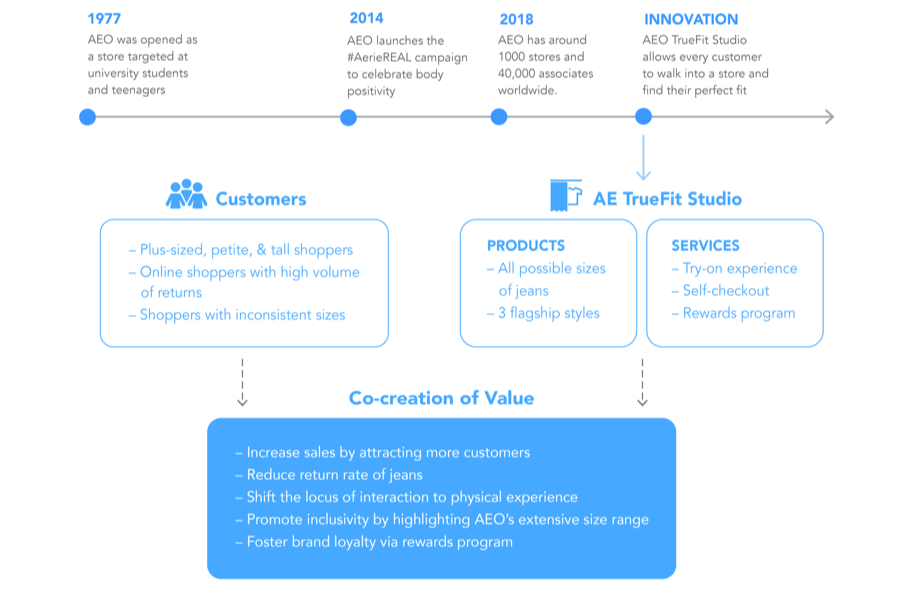 1977
AEO was opened as
a store targeted at
university students
and teenagers
2014
AEO launches the
#AerieREAL campaign
to celebrate body
positivity
2018
AEO has around
1000 stores and
40,000 associates
worldwide.
INNOVATION
AEO TrueFit Studio
allows every customer
to walk into a store and
find their perfect fit
Customers
– Plus-sized, petite, & tall shoppers
– Online shoppers with high volume
of returns
– Shoppers with inconsistent sizes
AE TrueFit Studio
PRODUCTS
– All possible sizes
of jeans
– 3 flagship styles
SERVICES
– Try-on experience
– Self-checkout
– Rewards program
Co-creation of Value
– Increase sales by attracting more customers
– Reduce return rate of jeans
– Shift the locus of interaction to physical experience
– Promote inclusivity by highlighting AEO's extensive size range
– Foster brand loyalty via rewards program